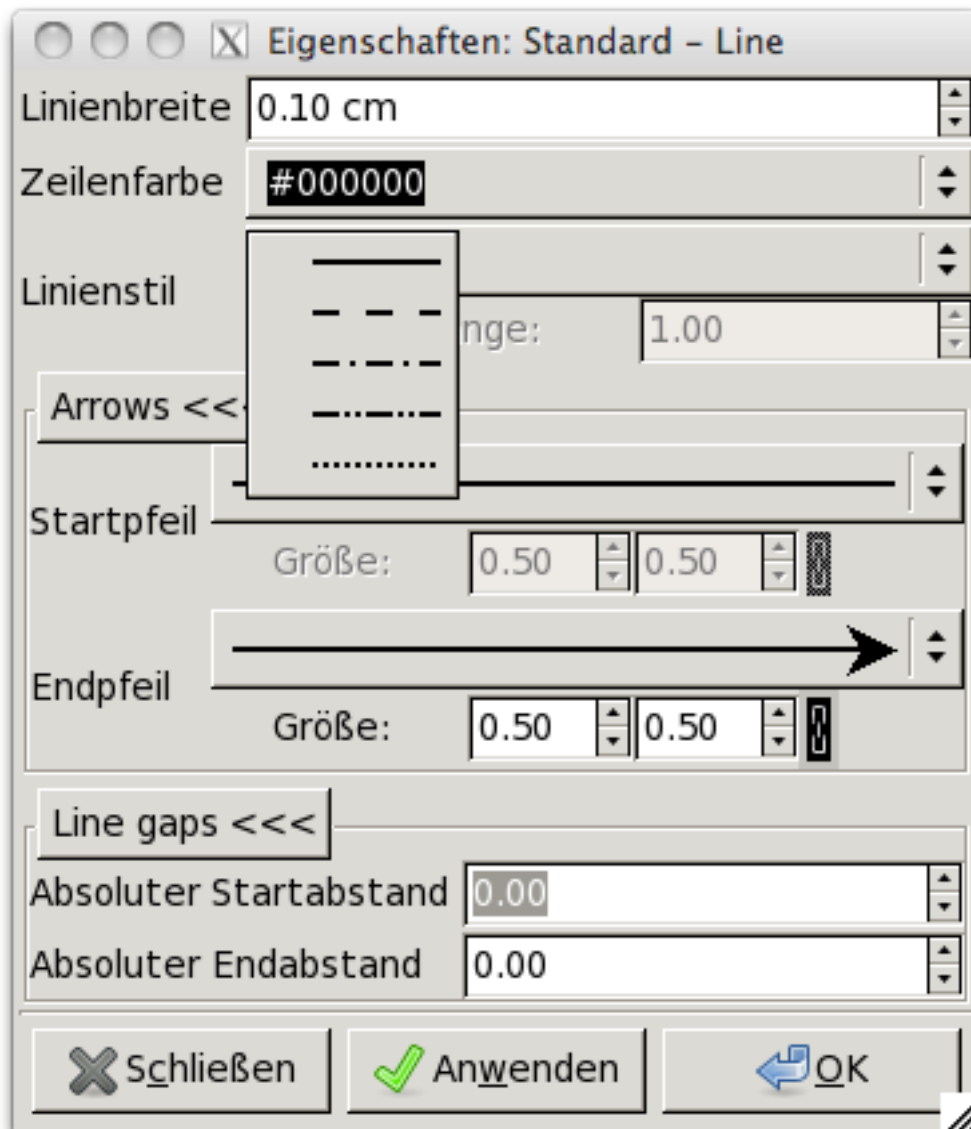 Eigenschaften: Standard – Line
Linienbreite 0.10 cm
Zeilenfarbe #000000
Linienstil
1.00
Arrows
Startpfeil
Größe: 0.50 0.50
Endpfeil
Größe: 0.50 0.50
Line gaps <<<
Absoluter Startabstand 0.00
Absoluter Endabstand 0.00
Schließen Anwenden OK